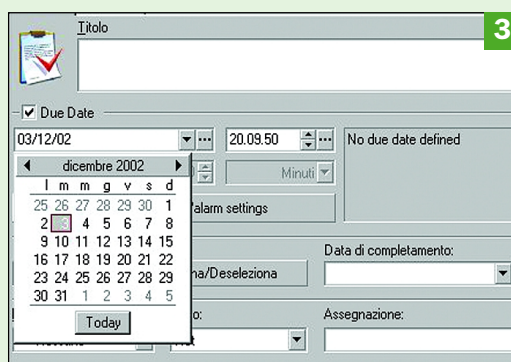 3
Titolo
Due Date
03/12/02 20.09.50 No due date defined
dicembre 2002
Minuti
l m m g v s d
25 26 27 28 29 30 1
2 3 4 5 6 7 8
alarm settings
9 10 11 12 13 14 15
16 17 18 19 20 21 22
Data di completamento:
23 24 25 26 27 28 29
na/Deseleziona
30 31 1 2 3 4 5
Today
o:
Assegnazione: